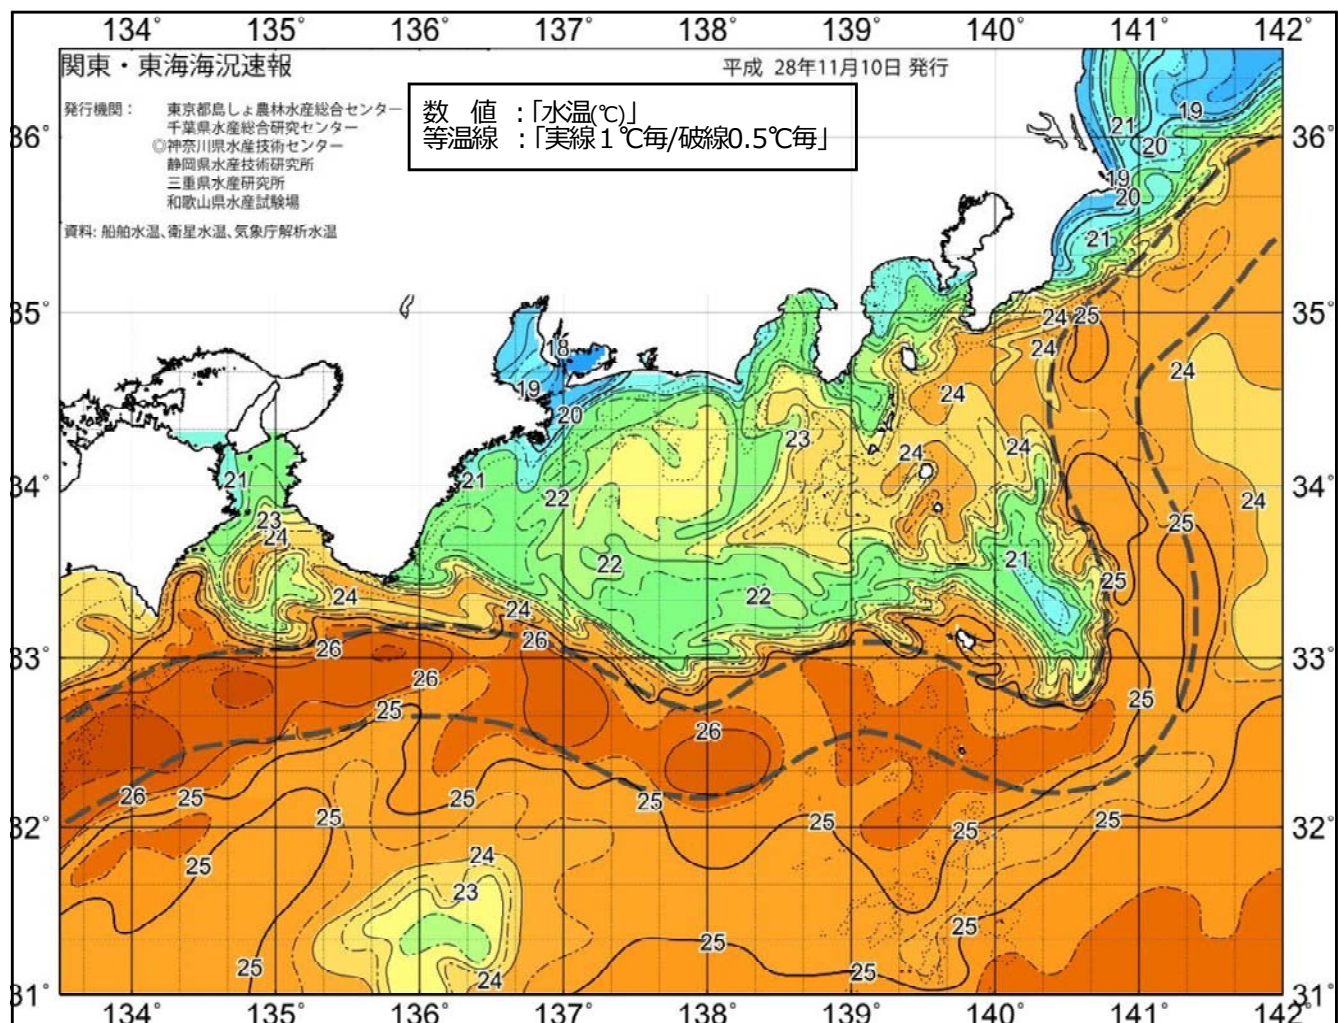 134° 135° 136° 137° 138° 139° 140° 141° 142°
関東・東海海況速報
平成 28年11月10日 発行
発行機関： 東京都島しょ農林水産総合センター
千葉県水産総合研究センター
◎神奈川県水産技術センター
静岡県水産技術研究所
三重県水産研究所
和歌山県水産試験場
資料: 船舶水温、衛星水温、気象庁解析水温
数 値 ：「水温(℃)」
等温線 ：「実線１℃毎/破線0.5℃毎」
19
21
36° 36°
20
19
20
21
35° 24 25 35°
18 24
24
19 24
20
23
24 24
21 21
34° 22 34°
24
23 25
24
22 21
25
24 22
24
26 26
33° 33°
26
25
25
26
26 25 25 25
32° 25 25 25 25 32°
24
25
23
25
25
25 25
24
31° 31°
134° 135° 136° 137° 138° 139° 140° 141° 142°